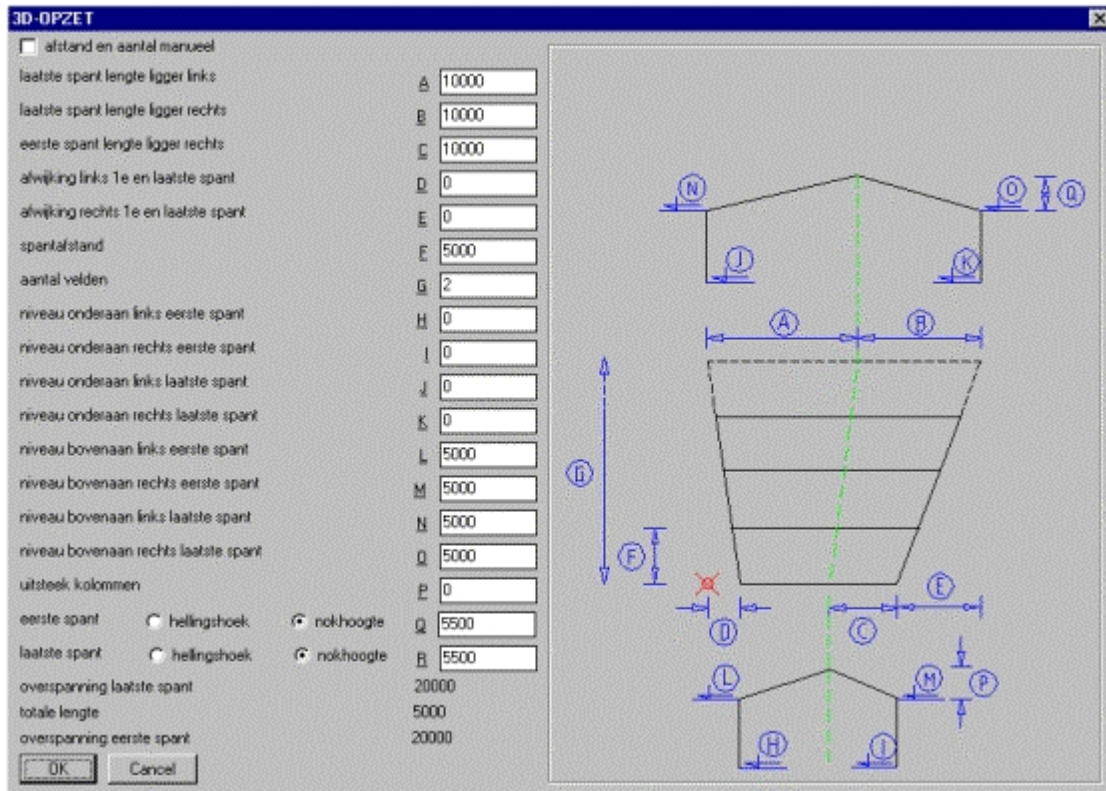 3D-OPZET
afstand en aantal manueel
laatste spant lengte ligger links A 10000
laatste spant lengte ligger rechts B 10000
eerste spant lengte ligger rechts C 10000
afwijking links 1e en laatste spant D 0
afwijking rechts 1e en laatste spant E 0
spantafstand F 5000
aantal velden G 2
niveau onderaan links eerste spant H 0
niveau onderaan rechts eerste spant I 0
niveau onderaan links laatste spant J 0
niveau onderaan rechts laatste spant K 0
niveau bovenaan links eerste spant L 5000
niveau bovenaan rechts eerste spant M 5000
niveau bovenaan links laatste spant N 5000
niveau bovenaan rechts laatste spant O 5000
uitsteek kolommen P 0
eerste spant hellingshoek nokhoogte Q 5500
laatste spant hellingshoek nokhoogte R 5500
overspanning laatste spant 20000
totale lengte 5000
overspanning eerste spant 20000
OK Cancel
N O Q
J K
A B
G
F
E
D C
L M P
H I